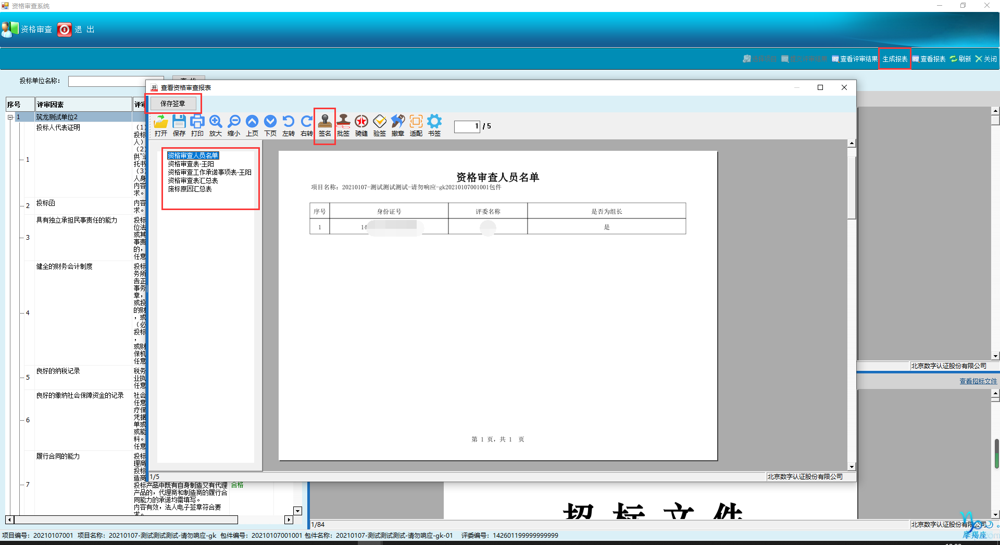 资格审查系统
资格审查 退 出
查看评审结果 生成报表 查看报表 刷新 关闭
投标单位名称：
查看资格审查报表
保存签章
打开 保存 打印 放大 缩小 上页 下页 左转 右转 签名 批签 骑缝 验签 撤章 适配 书签
1 / 5
序号 评审因素 评审
1 筑龙测试单位2
资格审查人员名单
资格审查表-王阳
资格审查工作承诺事项表-王阳
资格审查表汇总表
废标原因汇总表
资格审查人员名单
项目名称：20210107-测试测试测试-请勿响应-gk20210107001001包件
序号 身份证号 评委名称 是否为组长
1 14 是
第 1 页，共 1 页
1/5
北京数字认证股份有限公司
1 投标人代表证明
（1）
投标
人）
（2）
供“法
托书
（3）
人身
内容
求。
2 投标函
内容
求。
3 具有独立承担民事责任的能力
投标
位法
或其
事责
的，
任意
4 健全的财务会计制度
投标
务所
告正
事务
章，
或投
的财
，或
（必
投标
，
或财
保机
任意
5 良好的纳税记录
税务
业执
任意
6 良好的缴纳社会保障资金的记录
社会
任意
疗保
凭据
单或
或能
料。
任意
7 履行合同的能力
投标
理商
投标
造商
投标产品中既有自身制造又有代理 合格
产品的，代理商和制造商的履行合
同能力的承诺均需填写。
内容有效，法人电子签章符合要
求。
北京数字认证股份有限公司
查看招标文件
招 标 文 件
1/84
北京数字认证股份有限公司
摩羯座
项目编号：20210107001 项目名称：20210107-测试测试测试-请勿响应-gk 包件编号：20210107001001 包件名称：20210107-测试测试测试-请勿响应-gk-01 评委编号：142601199999999999